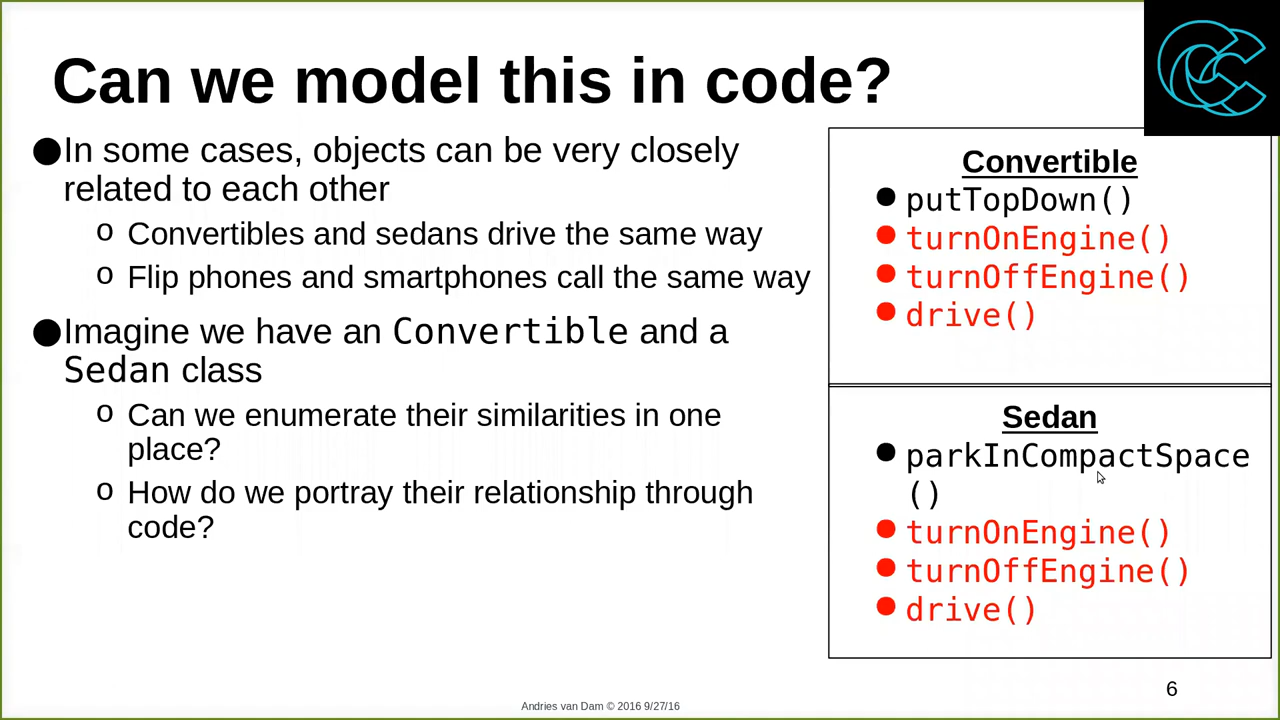 Can we model this in code?
●In some cases, objects can be very closely
related to each other
o Convertibles and sedans drive the same way
o Flip phones and smartphones call the same way
●Imagine we have an Convertible and a
Sedan class
o Can we enumerate their similarities in one
place?
o How do we portray their relationship through
code?
Convertible
● putTopDown()
● turnOnEngine()
● turnOffEngine()
● drive()
Sedan
● parkInCompactSpace
()
● turnOnEngine()
● turnOffEngine()
● drive()
Andries van Dam © 2016 9/27/16
6